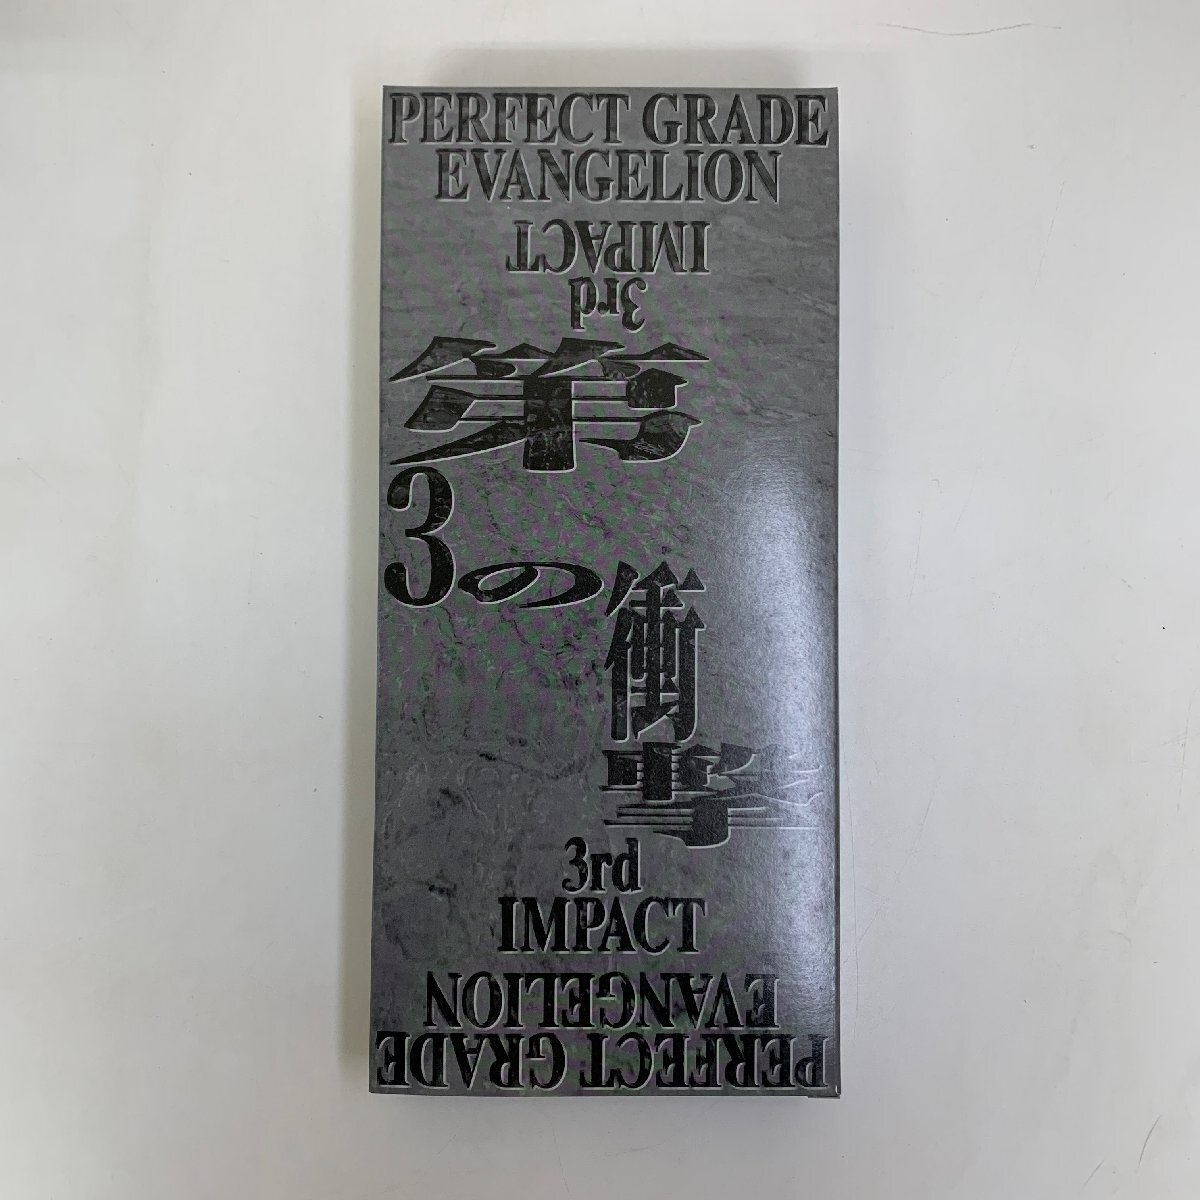 PERFECT GRADE
EVANGELION
3rd
IMPACT
第
3の
衝
撃
3rd
IMPACT
EVANGELION
PERFECT GRADE